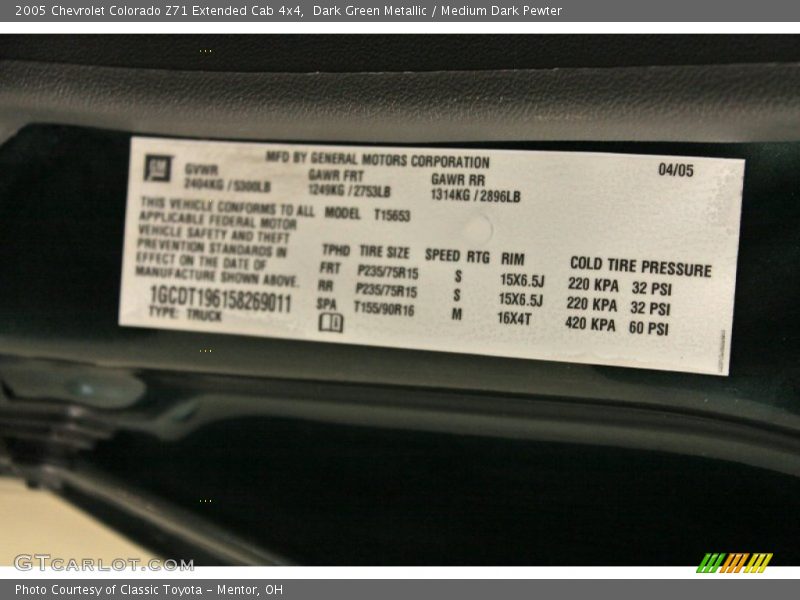 2005 Chevrolet Colorado Z71 Extended Cab 4x4, Dark Green Metallic / Medium Dark Pewter
MFD BY GENERAL MOTORS CORPORATION 04/05
GM GVWR GAWR FRT GAWR RR
2404KG / 5300LB 1249KG / 2753LB 1314KG / 2896LB
THIS VEHICLE CONFORMS TO ALL MODEL T15653
APPLICABLE FEDERAL MOTOR
VEHICLE SAFETY AND THEFT
PREVENTION STANDARDS IN
EFFECT ON THE DATE OF
MANUFACTURE SHOWN ABOVE.
1GCDT196158269011
TYPE: TRUCK
TPHD TIRE SIZE SPEED RTG RIM COLD TIRE PRESSURE
FRT P235/75R15 S 15X6.5J 220 KPA 32 PSI
RR P235/75R15 S 15X6.5J 220 KPA 32 PSI
SPA T155/90R16 M 16X4T 420 KPA 60 PSI
GTCARLOT.COM
Photo Courtesy of Classic Toyota - Mentor, OH